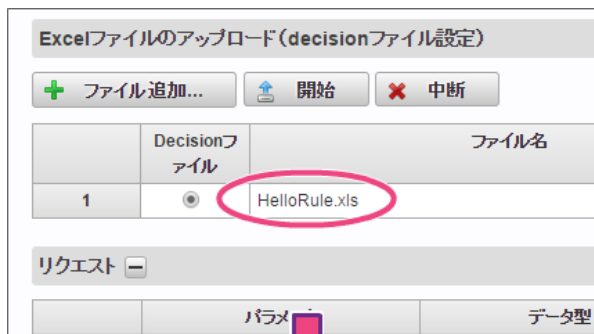 Excelファイルのアップロード(decisionファイル設定)
ファイル追加... 開始 中断
Decisionフ
ァイル
ファイル名
1 HelloRule.xls
リクエスト
パラメ
データ型